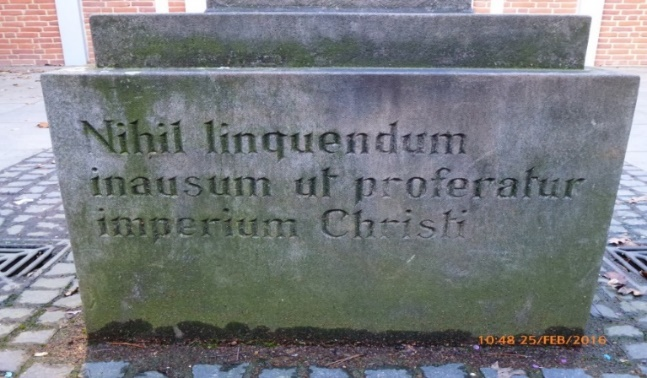 Nihil linquendum
inausum ut proferatur
imperium Christi
10:48 25/FEB/2016